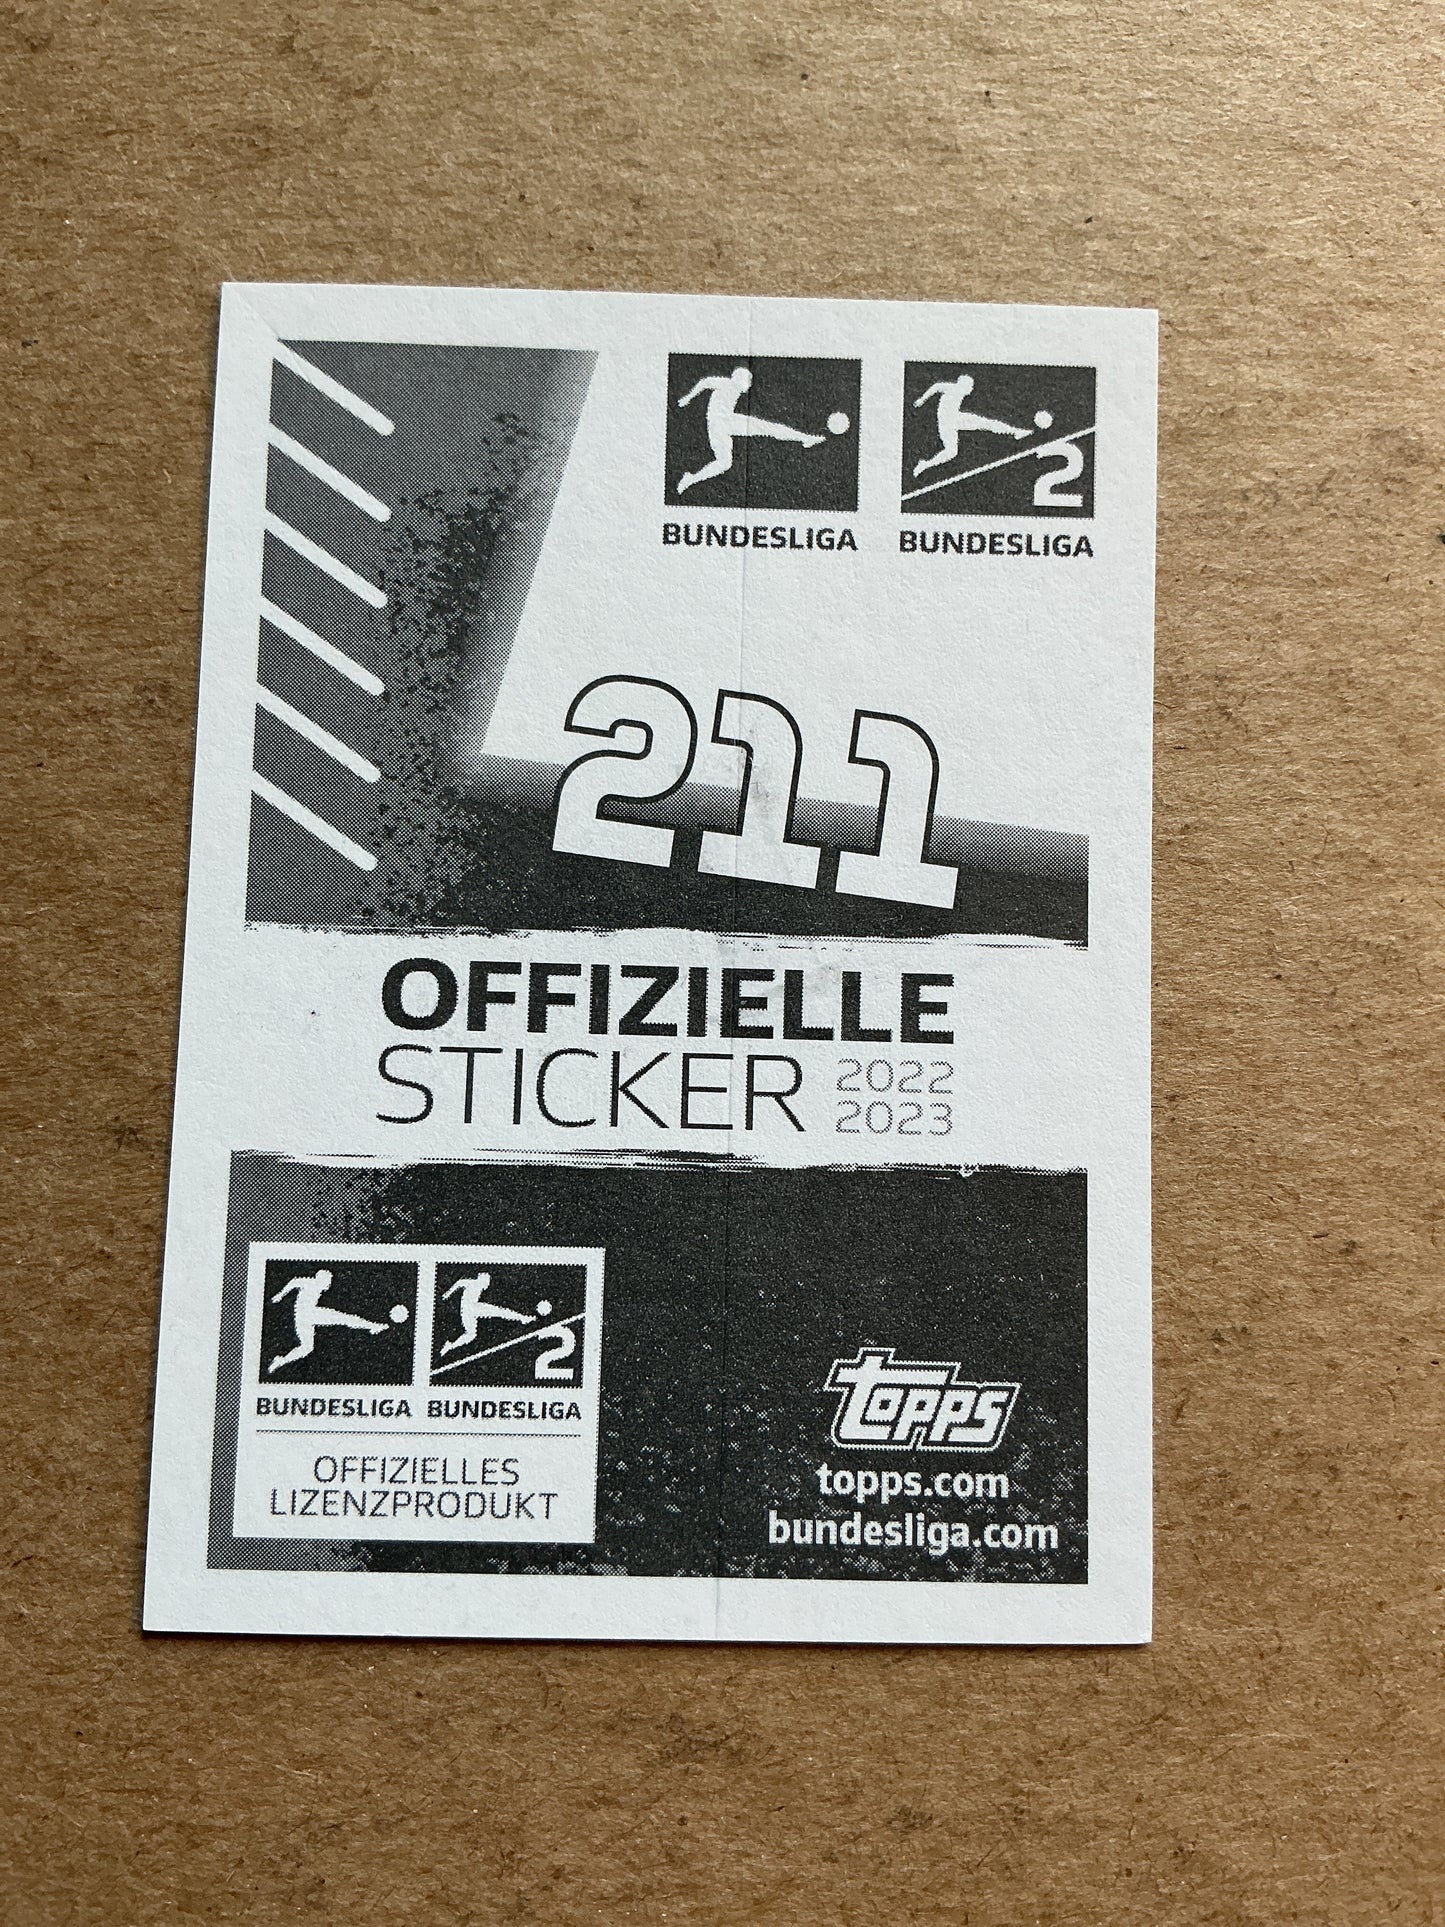 BUNDESLIGA
2
BUNDESLIGA
211
OFFIZIELLE
STICKER 2022
2023
BUNDESLIGA
2
BUNDESLIGA
OFFIZIELLES
LIZENZPRODUKT
topps
topps.com
bundesliga.com